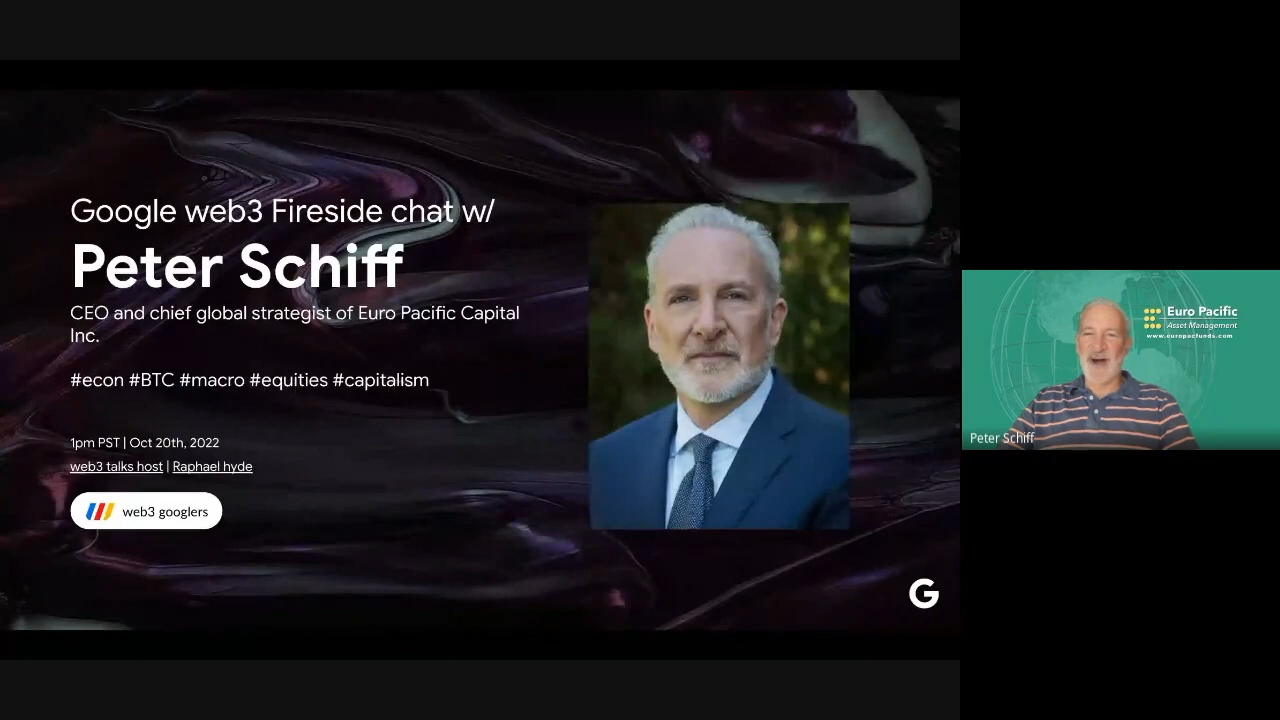 Google web3 Fireside chat w/
Peter Schiff
CEO and chief global strategist of Euro Pacific Capital
Inc.
#econ #BTC #macro #equities #capitalism
1pm PST | Oct 20th, 2022
web3 talks host | Raphael hyde
web3 googlers
G
Euro Pacific
Asset Management
www.europacfunds.com
Peter Schiff